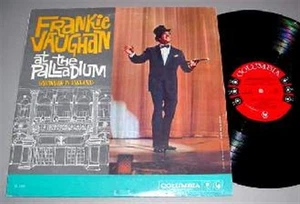 FRANKIE
VAUGHAN
at the
PALLADIUM
COLUMBIA
COLUMBIA